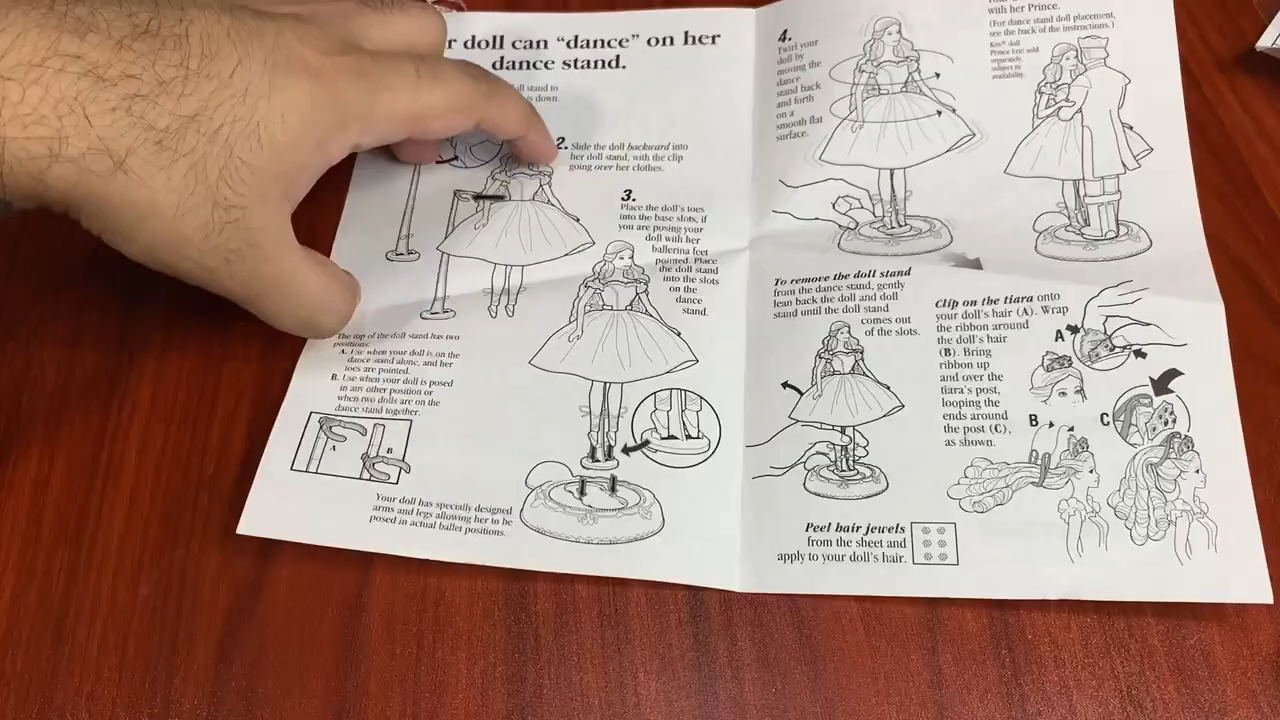 r doll can “dance” on her
dance stand.
ll stand to
is down.
2. Slide the doll backward into
her doll stand, with the clip
going over her clothes.
3.
Place the doll's toes
into the base slots, if
you are posing your
doll with her
ballerina feet
pointed. Place
the doll stand
into the slots
on the
dance
stand.
The top of the doll stand has two
positions:
A. Use when your doll is on the
dance stand alone, and her
toes are pointed.
B. Use when your doll is posed
in any other position or
when two dolls are on the
dance stand together.
A
B
Your doll has specially designed
arms and legs allowing her to be
posed in actual ballet positions.
4.
Twirl your
doll by
moving the
dance
stand back
and forth
on a
smooth flat
surface.
with her Prince.
(For dance stand doll placement,
see the back of the instructions.)
Ken® doll
Prince Eric sold
separately,
subject to
availability.
To remove the doll stand
from the dance stand, gently
lean back the doll and doll
stand until the doll stand
comes out
of the slots.
Clip on the tiara onto
your doll's hair (A). Wrap
the ribbon around
the doll's hair
(B). Bring
ribbon up
and over the
tiara's post,
looping the
ends around
the post (C),
as shown.
A
B
C
Peel hair jewels
from the sheet and
apply to your doll's hair.